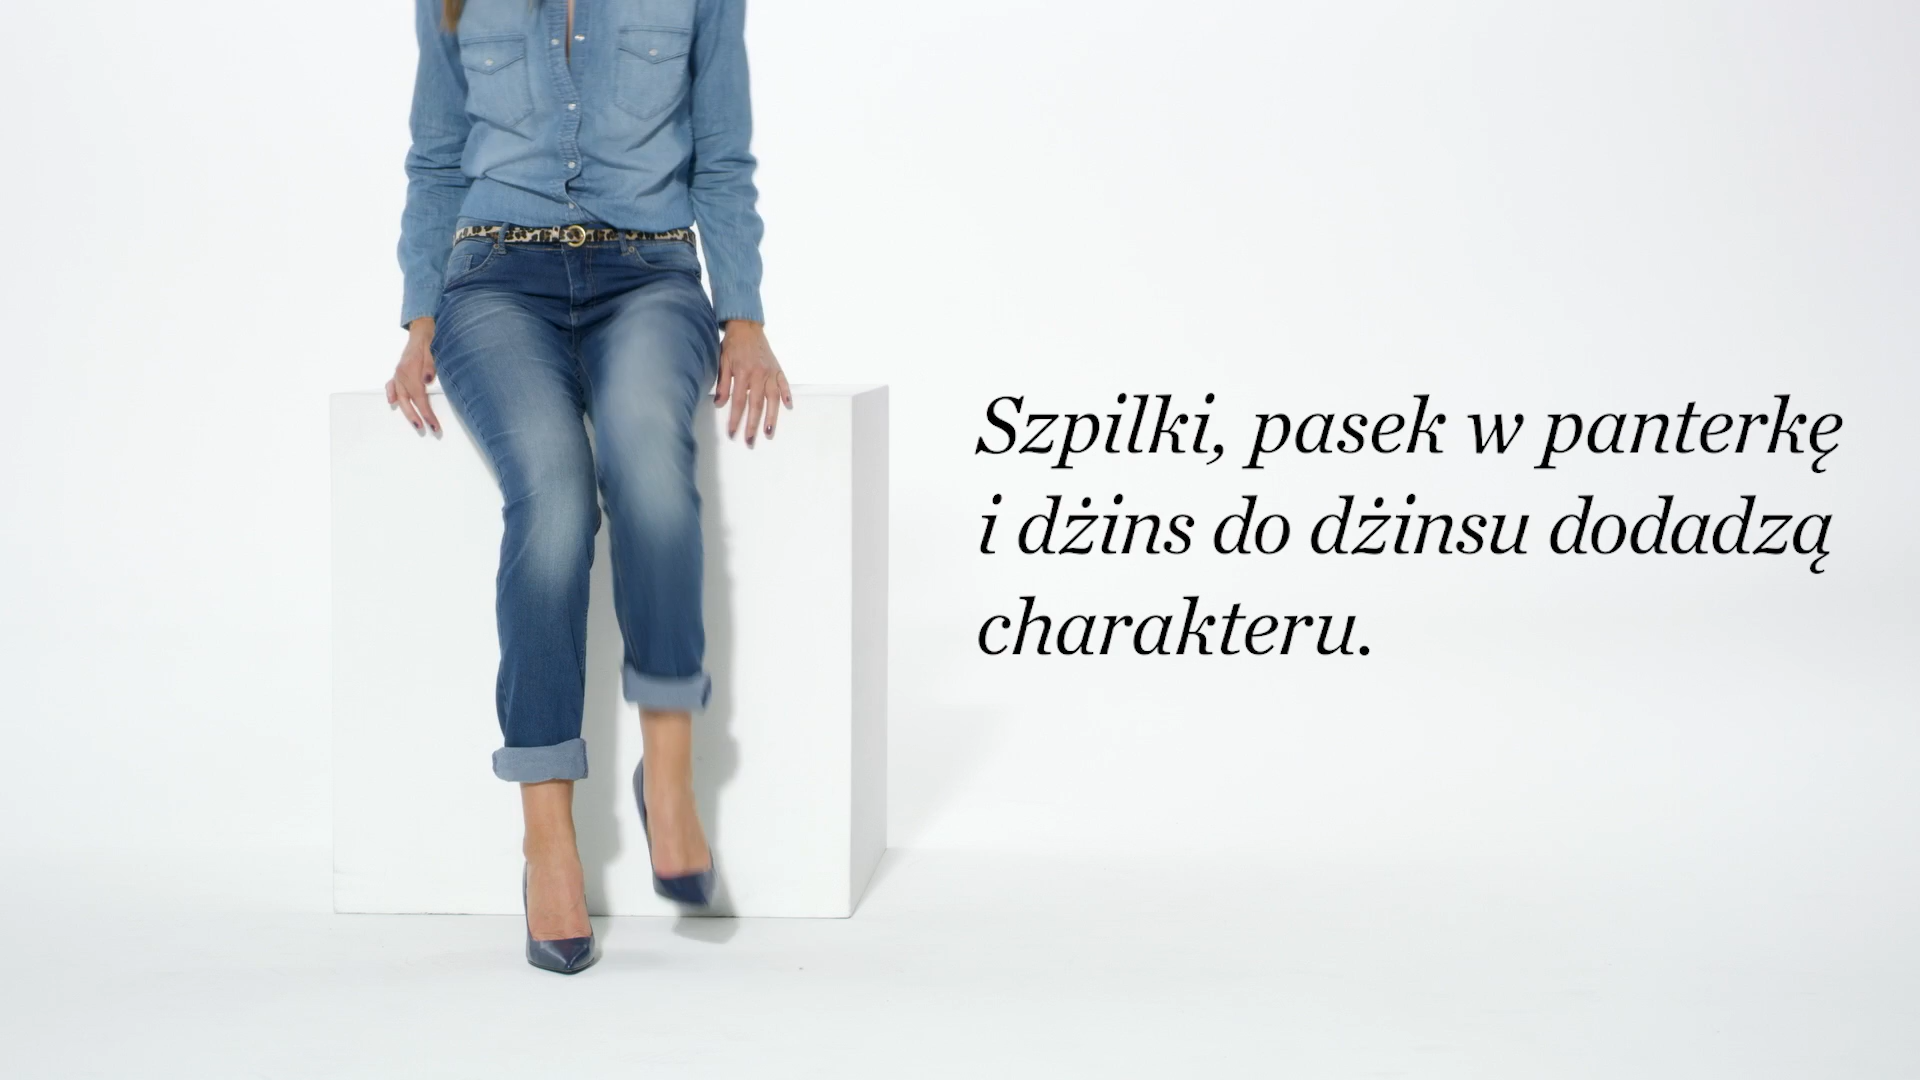 Szpilki, pasek w panterkę
i dżins do dżinsu dodadzą
charakteru.